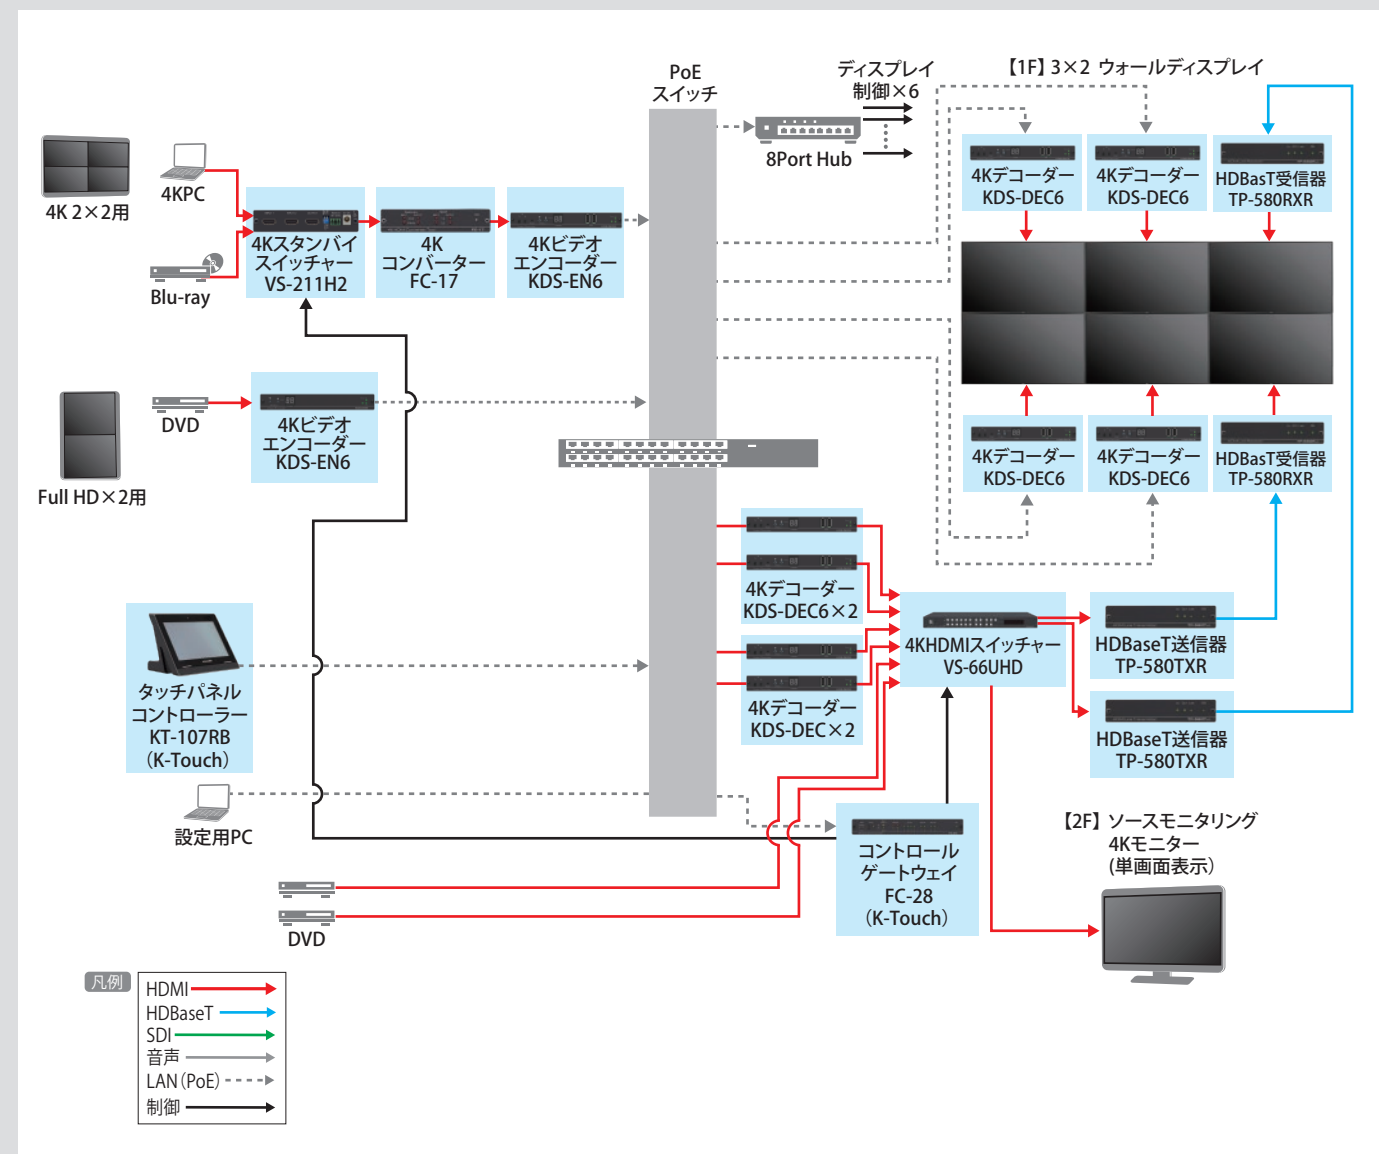 PoE
スイッチ
ディスプレイ
制御×6
8Port Hub
【1F】3×2 ウォールディスプレイ
4K 2×2用
4KPC
Blu-ray
4Kスタンバイ
スイッチャー
VS-211H2
4K
コンバーター
FC-17
4Kビデオ
エンコーダー
KDS-EN6
4Kデコーダー
KDS-DEC6
4Kデコーダー
KDS-DEC6
HDBasT受信器
TP-580RXR
Full HD×2用
DVD
4Kビデオ
エンコーダー
KDS-EN6
4Kデコーダー
KDS-DEC6
4Kデコーダー
KDS-DEC6
HDBasT受信器
TP-580RXR
4Kデコーダー
KDS-DEC6×2
4Kデコーダー
KDS-DEC×2
4KHDMIスイッチャー
VS-66UHD
HDBaseT送信器
TP-580TXR
HDBaseT送信器
TP-580TXR
タッチパネル
コントローラー
KT-107RB
(K-Touch)
設定用PC
DVD
コントロール
ゲートウェイ
FC-28
(K-Touch)
【2F】ソースモニタリング
4Kモニター
(単画面表示)
凡例
HDMI
HDBaseT
SDI
音声
LAN(PoE)
制御